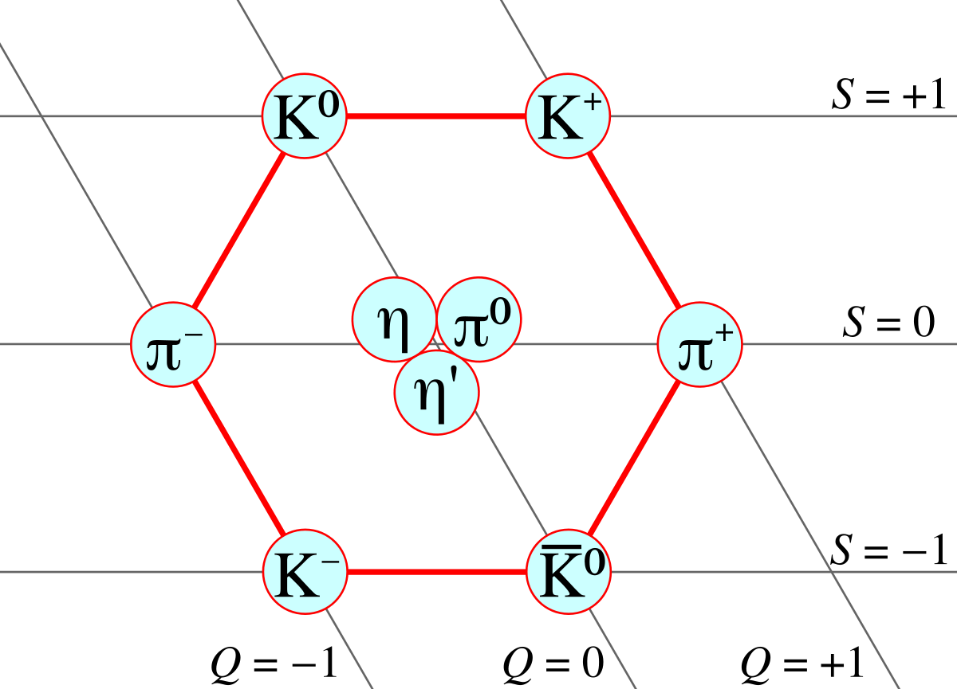 K⁰ K⁺ S = +1
η π⁰ S = 0
π⁻ η' π⁺
K⁻ K̅⁰ S = −1
Q = −1 Q = 0 Q = +1